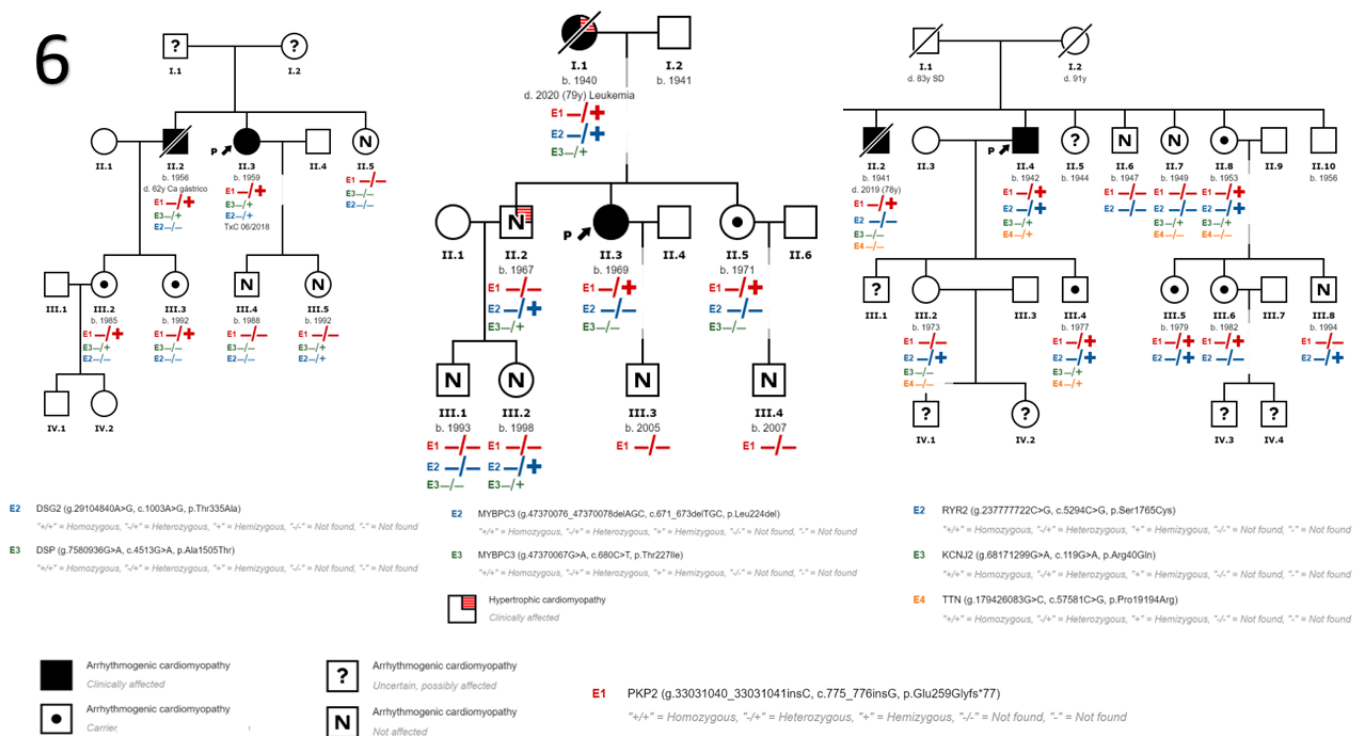 6
?
I.1
?
I.2
II.1
II.2
b. 1956
d. 62y Ca gástrico
E1 –/+
E3 –/+
E2 –/–
P
II.3
b. 1959
E1 –/+
E3 –/+
E2 –/+
TxC 06/2018
II.4
N
II.5
E1 –/–
E3 –/–
E2 –/–
III.1
III.2
b. 1985
E1 –/+
E3 –/+
E2 –/–
III.3
b. 1992
E1 –/+
E3 –/–
E2 –/–
N
III.4
b. 1988
E1 –/–
E3 –/–
E2 –/–
N
III.5
b. 1992
E1 –/–
E3 –/+
E2 –/+
IV.1
IV.2
I.1
b. 1940
d. 2020 (79y) Leukemia
E1 –/+
E2 –/+
E3 –/+
I.2
b. 1941
II.1
N
II.2
b. 1967
E1 –/–
E2 –/+
E3 –/+
P
II.3
b. 1969
E1 –/+
E2 –/–
E3 –/–
II.4
II.5
b. 1971
E1 –/+
E2 –/–
E3 –/–
II.6
N
III.1
b. 1993
E1 –/–
E2 –/–
E3 –/–
N
III.2
b. 1998
E1 –/–
E2 –/+
E3 –/+
N
III.3
b. 2005
E1 –/–
N
III.4
b. 2007
E1 –/–
I.1
d. 83y SD
I.2
d. 91y
II.2
b. 1941
d. 2019 (78y)
E1 –/+
E2 –/–
E3 –/–
E4 –/–
II.3
P
II.4
b. 1942
E1 –/+
E2 –/+
E3 –/+
E4 –/+
?
II.5
b. 1944
N
II.6
b. 1947
E1 –/–
E2 –/–
N
II.7
b. 1949
E1 –/–
E2 –/–
E3 –/–
E4 –/–
II.8
b. 1953
E1 –/+
E2 –/+
E3 –/+
E4 –/–
II.9
II.10
b. 1956
?
III.1
III.2
b. 1973
E1 –/–
E2 –/+
E3 –/–
E4 –/–
III.3
III.4
b. 1977
E1 –/+
E2 –/+
E3 –/+
E4 –/+
III.5
b. 1979
E1 –/+
E2 –/+
III.6
b. 1982
E1 –/+
E2 –/–
III.7
N
III.8
b. 1994
E1 –/–
E2 –/+
?
IV.1
?
IV.2
?
IV.3
?
IV.4
E2 DSG2 (g.29104840A>G, c.1003A>G, p.Thr335Ala)
"+/+" = Homozygous, "-/+" = Heterozygous, "+" = Hemizygous, "-/-" = Not found, "-" = Not found
E3 DSP (g.7580936G>A, c.4513G>A, p.Ala1505Thr)
"+/+" = Homozygous, "-/+" = Heterozygous, "+" = Hemizygous, "-/-" = Not found, "-" = Not found
E2 MYBPC3 (g.47370076_47370078delAGC, c.671_673delTGC, p.Leu224del)
"+/+" = Homozygous, "-/+" = Heterozygous, "+" = Hemizygous, "-/-" = Not found, "-" = Not found
E3 MYBPC3 (g.47370067G>A, c.680C>T, p.Thr227Ile)
"+/+" = Homozygous, "-/+" = Heterozygous, "+" = Hemizygous, "-/-" = Not found, "-" = Not found
Hypertrophic cardiomyopathy
Clinically affected
E2 RYR2 (g.237777722C>G, c.5294C>G, p.Ser1765Cys)
"+/+" = Homozygous, "-/+" = Heterozygous, "+" = Hemizygous, "-/-" = Not found, "-" = Not found
E3 KCNJ2 (g.68171299G>A, c.119G>A, p.Arg40Gln)
"+/+" = Homozygous, "-/+" = Heterozygous, "+" = Hemizygous, "-/-" = Not found, "-" = Not found
E4 TTN (g.179426083G>C, c.57581C>G, p.Pro19194Arg)
"+/+" = Homozygous, "-/+" = Heterozygous, "+" = Hemizygous, "-/-" = Not found, "-" = Not found
Arrhythmogenic cardiomyopathy
Clinically affected
Arrhythmogenic cardiomyopathy
Carrier,
?
Arrhythmogenic cardiomyopathy
Uncertain, possibly affected
N
Arrhythmogenic cardiomyopathy
Not affected
E1 PKP2 (g.33031040_33031041insC, c.775_776insG, p.Glu259Glyfs*77)
"+/+" = Homozygous, "-/+" = Heterozygous, "+" = Hemizygous, "-/-" = Not found, "-" = Not found